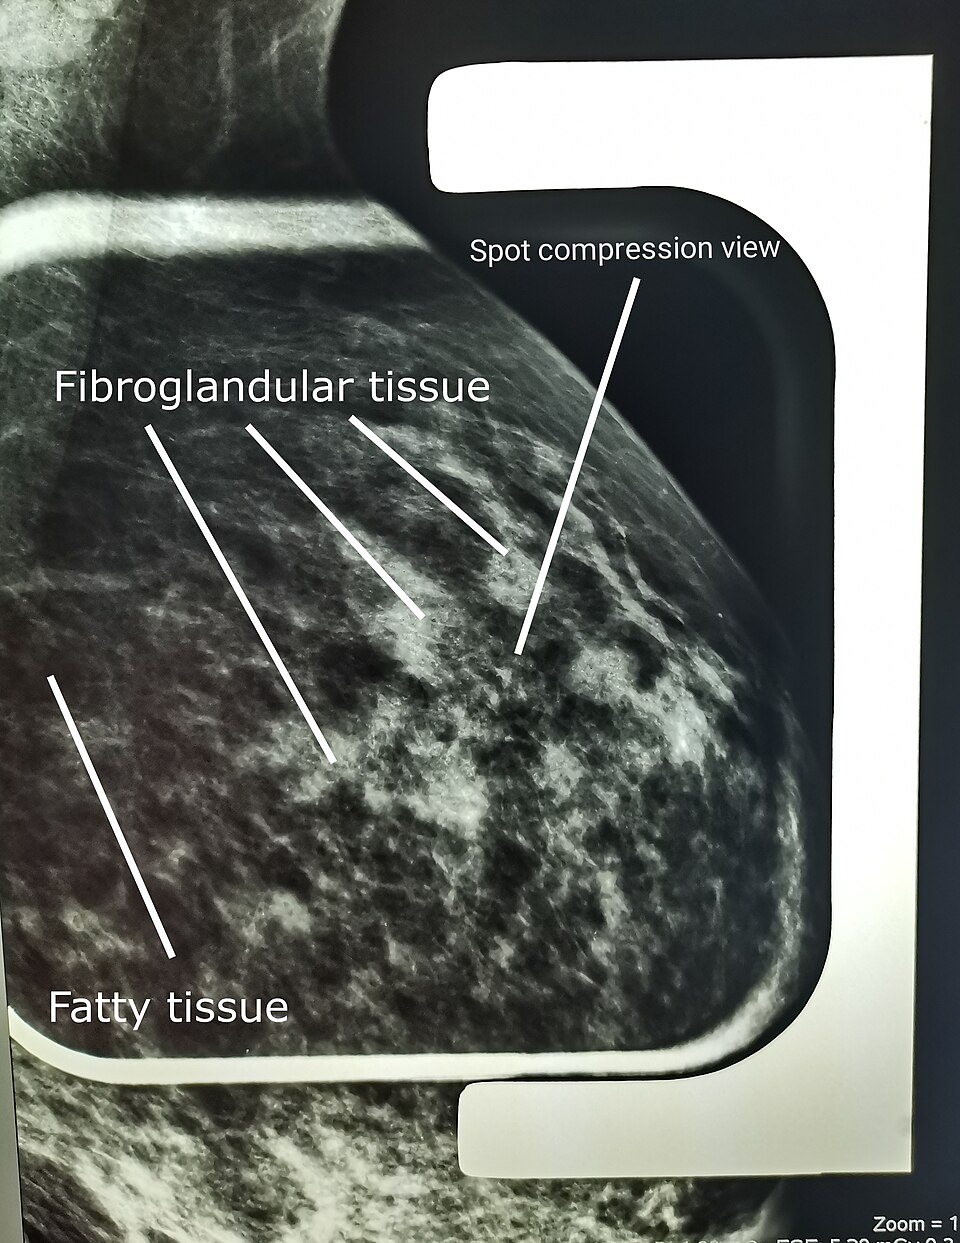 Spot compression view
Fibroglandular tissue
Fatty tissue
Zoom = 1